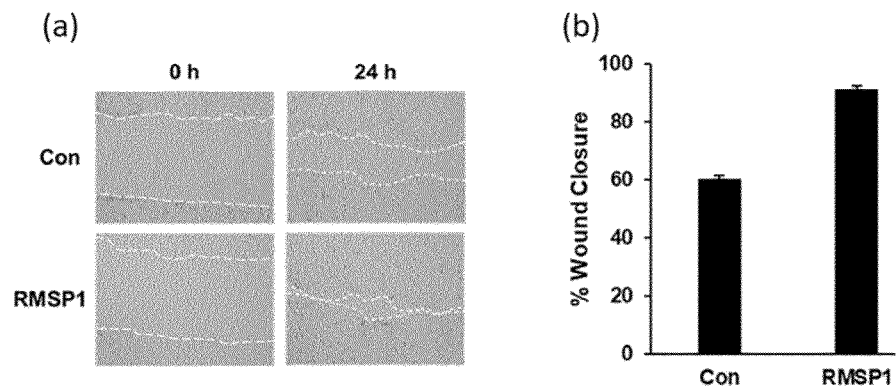 (a)
0 h
24 h
Con
RMSP1
(b)
% Wound Closure
100
80
60
40
20
0
Con
RMSP1